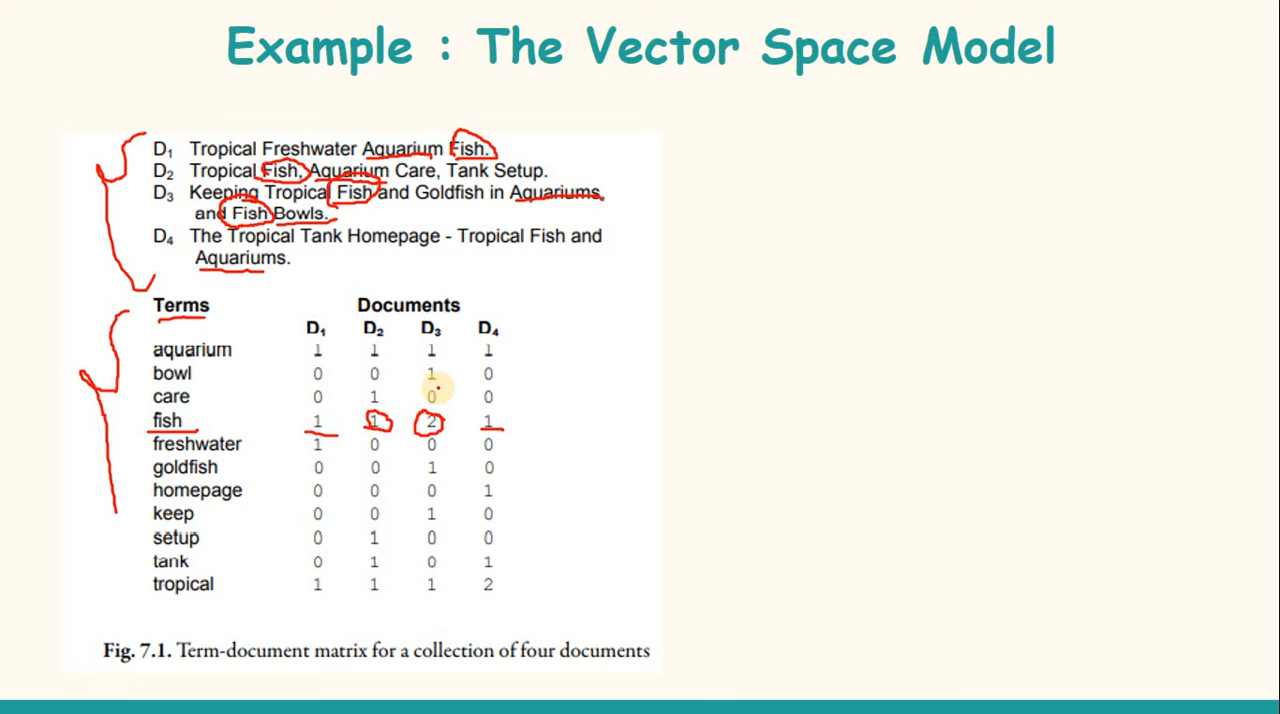 Example : The Vector Space Model
D₁ Tropical Freshwater Aquarium Fish.
D₂ Tropical Fish, Aquarium Care, Tank Setup.
D₃ Keeping Tropical Fish and Goldfish in Aquariums,
and Fish Bowls.
D₄ The Tropical Tank Homepage - Tropical Fish and
Aquariums.
Terms Documents
D₁ D₂ D₃ D₄
aquarium 1 1 1 1
bowl 0 0 1 0
care 0 1 0 0
fish 1 1 2 1
freshwater 1 0 0 0
goldfish 0 0 1 0
homepage 0 0 0 1
keep 0 0 1 0
setup 0 1 0 0
tank 0 1 0 1
tropical 1 1 1 2
Fig. 7.1. Term-document matrix for a collection of four documents